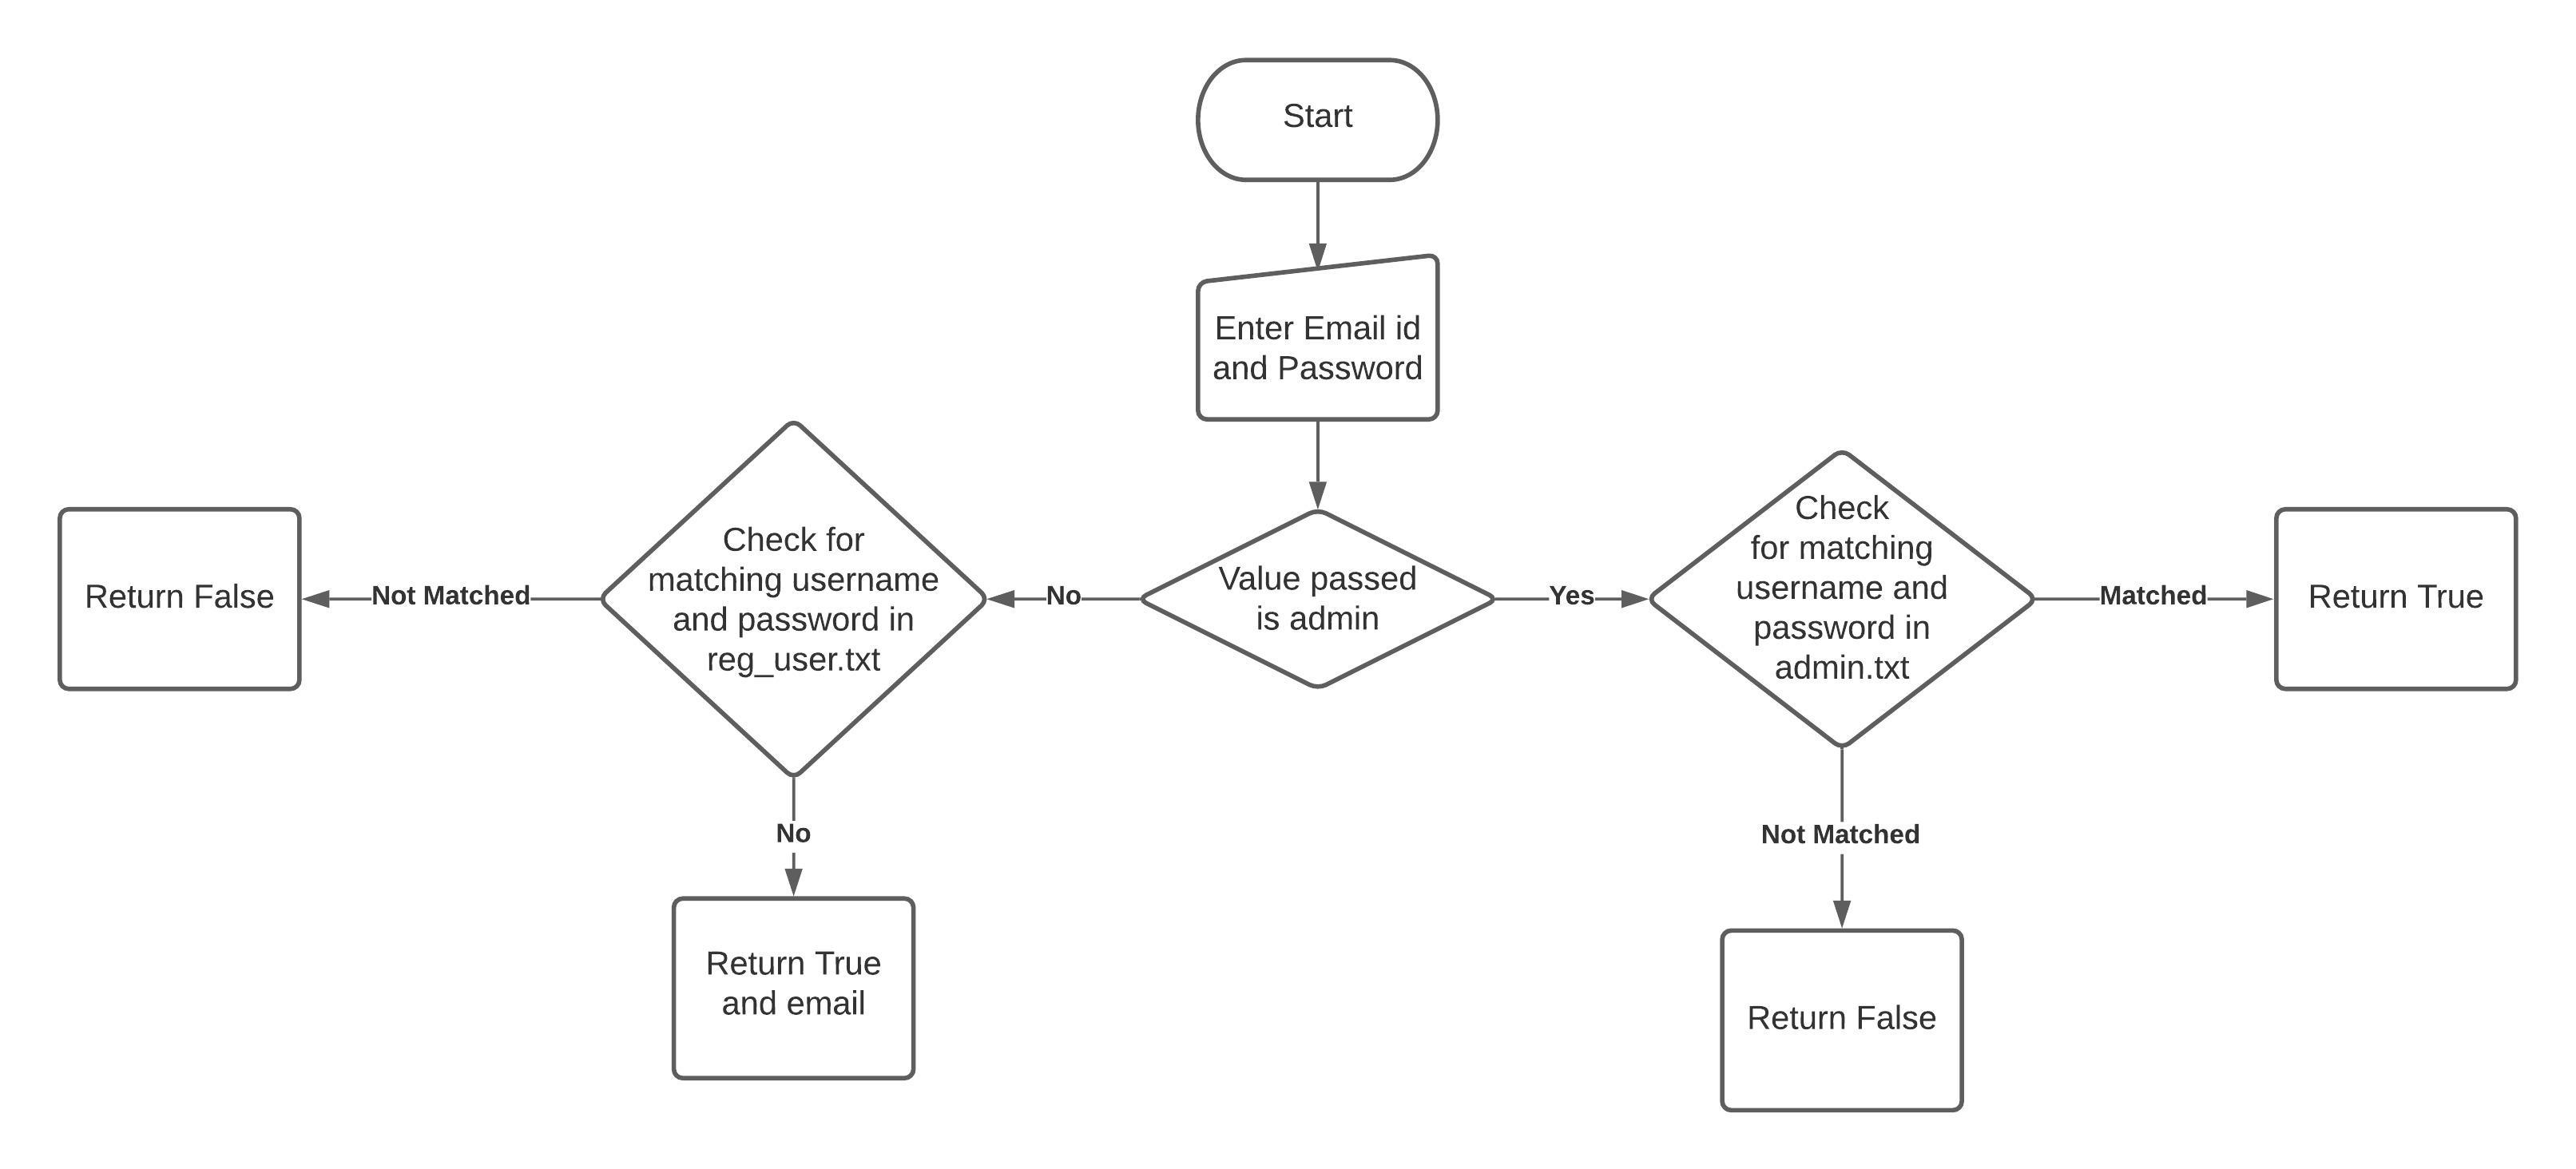 Start
Enter Email id
and Password
Value passed
is admin
No
Yes
Check for
matching username
and password in
reg_user.txt
Not Matched
Return False
No
Return True
and email
Check
for matching
username and
password in
admin.txt
Matched
Return True
Not Matched
Return False